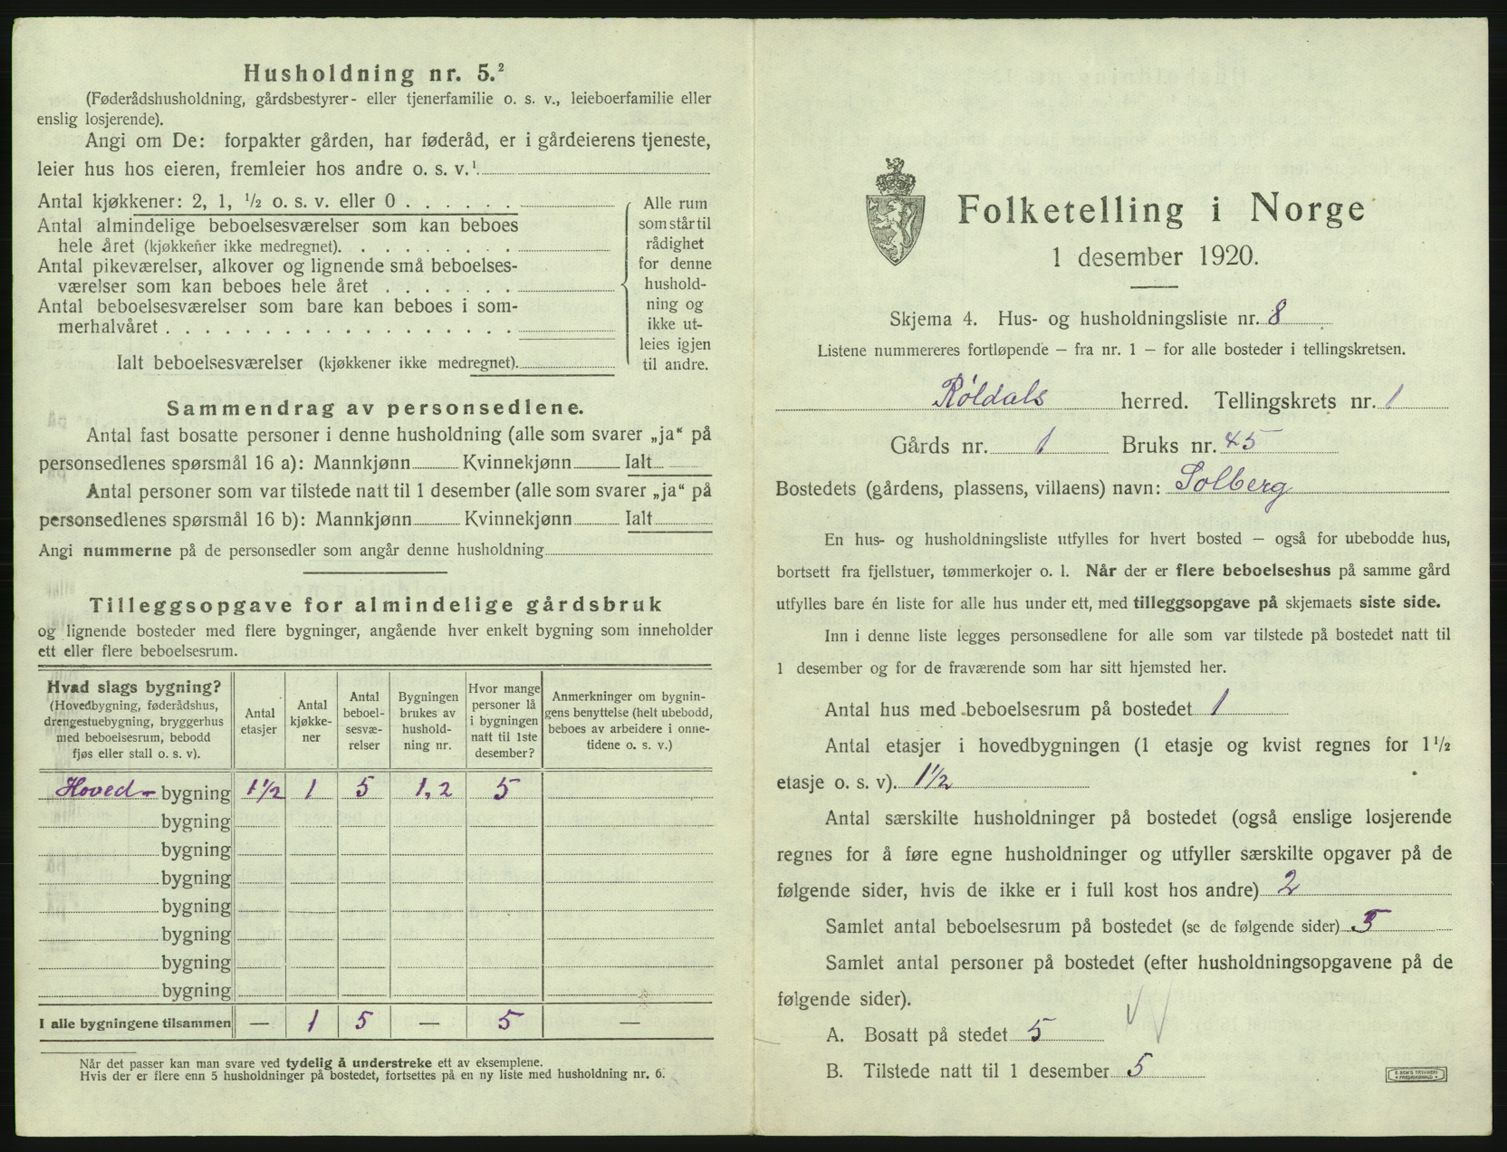 Husholdning nr. 5.²
(Føderådshusholdning, gårdsbestyrer- eller tjenerfamilie o. s. v., leieboerfamilie eller
enslig losjerende).
Angi om De: forpakter gården, har føderåd, er i gårdeierens tjeneste,
leier hus hos eieren, fremleier hos andre o. s. v.¹
Antal kjøkkener: 2, 1, ½ o. s. v. eller 0
Antal almindelige beboelsesværelser som kan beboes
hele året (kjøkkener ikke medregnet).
Antal pikeværelser, alkover og lignende små beboelses-
værelser som kan beboes hele året
Antal beboelsesværelser som bare kan beboes i som-
merhalvåret
Ialt beboelsesværelser (kjøkkener ikke medregnet).
Alle rum
som står til
rådighet
for denne
hushold-
ning og
ikke ut-
leies igjen
til andre.
Sammendrag av personsedlene.
Antal fast bosatte personer i denne husholdning (alle som svarer „ja“ på
personsedlenes spørsmål 16 a): Mannkjønn Kvinnekjønn Ialt
Antal personer som var tilstede natt til 1 desember (alle som svarer „ja“ på
personsedlenes spørsmål 16 b): Mannkjønn Kvinnekjønn Ialt
Angi nummerne på de personsedler som angår denne husholdning
Tilleggsopgave for almindelige gårdsbruk
og lignende bosteder med flere bygninger, angående hver enkelt bygning som inneholder
ett eller flere beboelsesrum.
Hvad slags bygning?
(Hovedbygning, føderådshus,
drengestuebygning, bryggerhus
med beboelsesrum, bebodd
fjøs eller stall o. s. v).
Antal
etasjer
Antal
kjøkke-
ner
Antal
beboel-
sesvæ-
relser
Bygningen
brukes av
hushold-
ning nr.
Hvor mange
personer lå
i bygningen
natt til 1ste
desember?
Anmerkninger om bygnin-
gens benyttelse (helt ubebodd,
beboes av arbeidere i onne-
tidene o. s. v.)
Hoved- bygning 1½ 1 5 1, 2 5
bygning
bygning
bygning
bygning
bygning
bygning
bygning
I alle bygningene tilsammen — 1 5 — 5 —
Når det passer kan man svare ved tydelig å understreke ett av eksemplene.
Hvis der er flere enn 5 husholdninger på bostedet, fortsettes på en ny liste med husholdning nr. 6.
Folketelling i Norge
1 desember 1920.
Skjema 4. Hus- og husholdningsliste nr. 8
Listene nummereres fortløpende — fra nr. 1 — for alle bosteder i tellingskretsen.
Røldals herred. Tellingskrets nr. 1
Gårds nr. 1 Bruks nr. 45
Bostedets (gårdens, plassens, villaens) navn: Solberg
En hus- og husholdningsliste utfylles for hvert bosted — også for ubebodde hus,
bortsett fra fjellstuer, tømmerkojer o. l. Når der er flere beboelseshus på samme gård
utfylles bare én liste for alle hus under ett, med tilleggsopgave på skjemaets siste side.
Inn i denne liste legges personsedlene for alle som var tilstede på bostedet natt til
1 desember og for de fraværende som har sitt hjemsted her.
Antal hus med beboelsesrum på bostedet 1
Antal etasjer i hovedbygningen (1 etasje og kvist regnes for 1½
etasje o. s. v). 1½
Antal særskilte husholdninger på bostedet (også enslige losjerende
regnes for å føre egne husholdninger og utfyller særskilte opgaver på de
følgende sider, hvis de ikke er i full kost hos andre) 2
Samlet antal beboelsesrum på bostedet (se de følgende sider) 5
Samlet antal personer på bostedet (efter husholdningsopgavene på de
følgende sider).
A. Bosatt på stedet 5
B. Tilstede natt til 1 desember 5